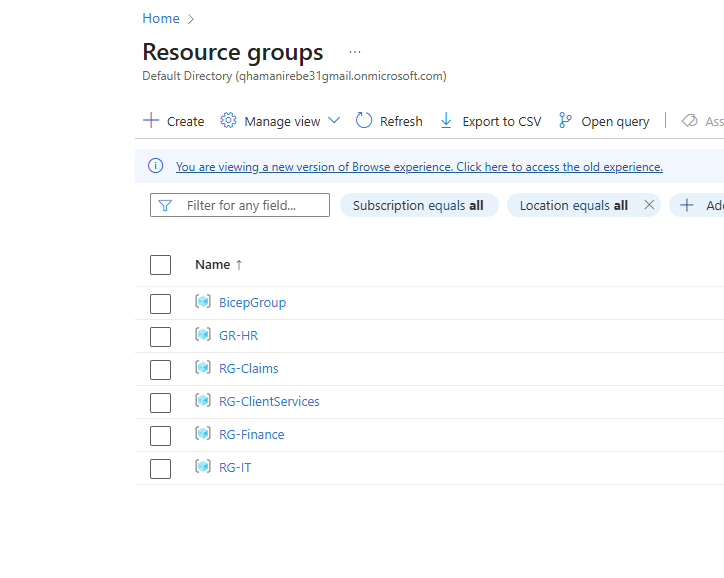 Home >
Resource groups ...
Default Directory (qhamanirebe31gmail.onmicrosoft.com)
Create Manage view Refresh Export to CSV Open query
You are viewing a new version of Browse experience. Click here to access the old experience.
Filter for any field... Subscription equals all Location equals all
Name ↑
BicepGroup
GR-HR
RG-Claims
RG-ClientServices
RG-Finance
RG-IT